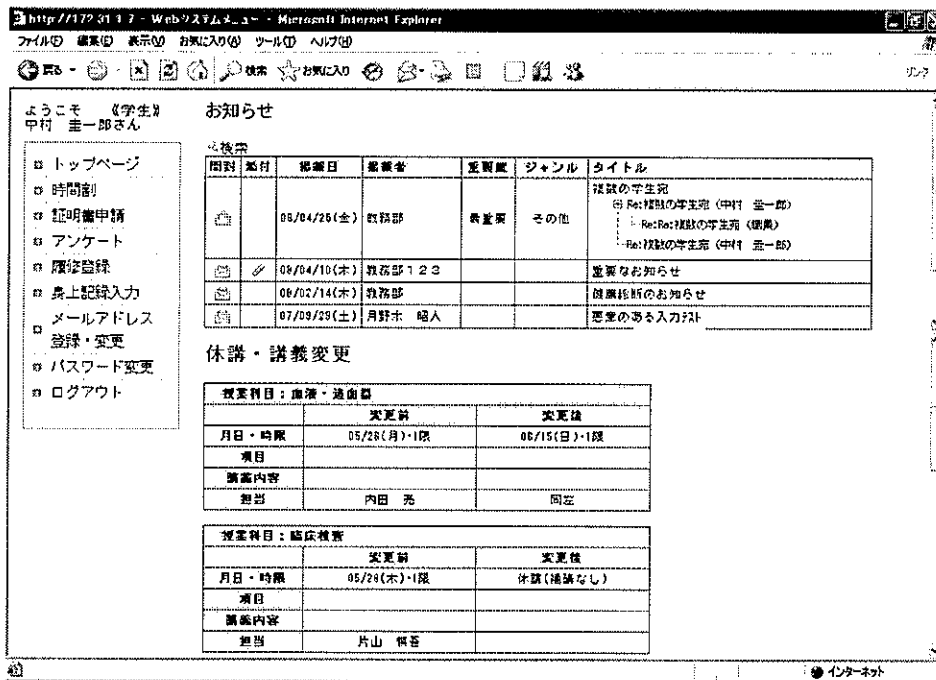 http://172.31.1.7 - Webシステムメニュー - Microsoft Internet Explorer
ファイル(F) 編集(E) 表示(V) お気に入り(A) ツール(T) ヘルプ(H)
戻る 検索 お気に入り リンク
ようこそ 《学生》
中村 圭一郎さん
トップページ
時間割
証明書申請
アンケート
履修登録
身上記録入力
メールアドレス
登録・変更
パスワード変更
ログアウト
お知らせ
検索
開封 添付 掲載日 掲載者 重要度 ジャンル タイトル
08/04/25(金) 教務部 最重要 その他 複数の学生宛
Re:複数の学生宛 (中村 圭一郎)
Re:Re:複数の学生宛
Re:複数の学生宛 (中村 圭一郎)
08/04/10(木) 教務部123 重要なお知らせ
08/02/14(木) 教務部 健康診断のお知らせ
07/09/29(土) 月野木 昭人 悪意のある入力テスト
休講・講義変更
授業科目:血液・造血器
変更前 変更後
月日・時限 05/26(月)・1限 06/15(日)・1限
項目
講義内容
担当 内田 亮 同左
授業科目:臨床検査
変更前 変更後
月日・時限 05/29(木)・1限 休講(補講なし)
項目
講義内容
担当 片山 慎吾
インターネット